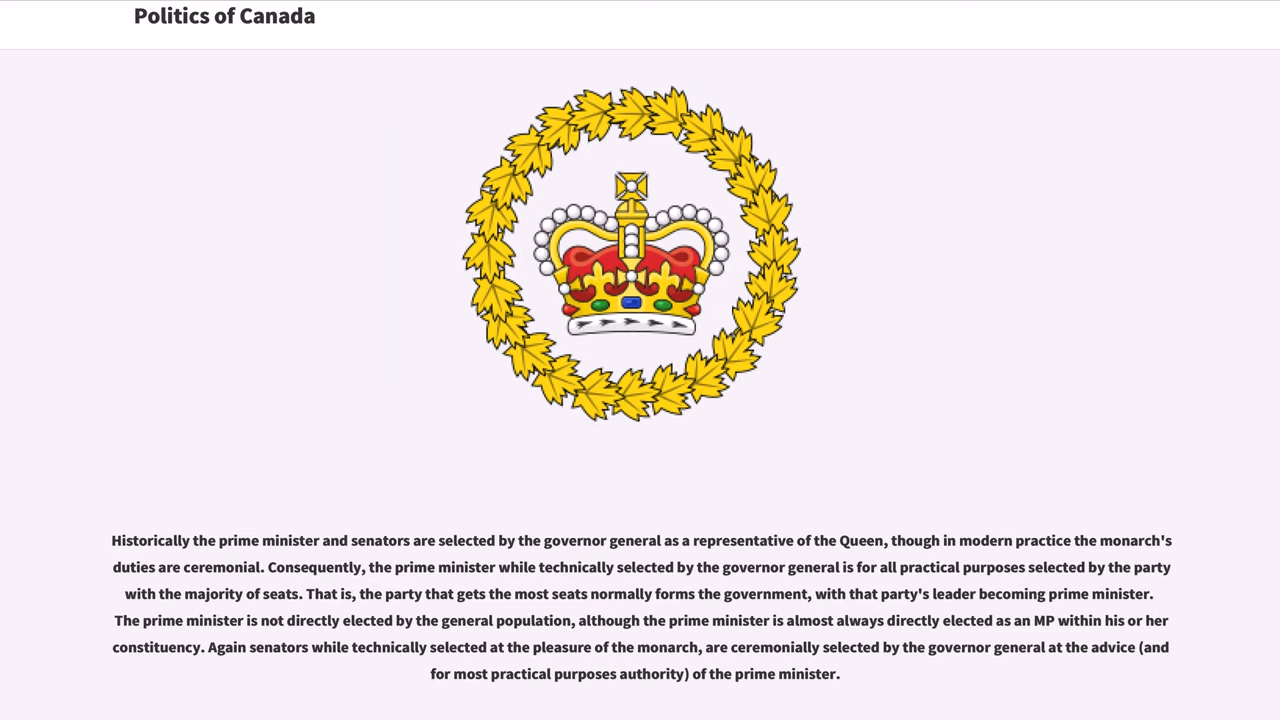 Politics of Canada
Historically the prime minister and senators are selected by the governor general as a representative of the Queen, though in modern practice the monarch's
duties are ceremonial. Consequently, the prime minister while technically selected by the governor general is for all practical purposes selected by the party
with the majority of seats. That is, the party that gets the most seats normally forms the government, with that party's leader becoming prime minister.
The prime minister is not directly elected by the general population, although the prime minister is almost always directly elected as an MP within his or her
constituency. Again senators while technically selected at the pleasure of the monarch, are ceremonially selected by the governor general at the advice (and
for most practical purposes authority) of the prime minister.